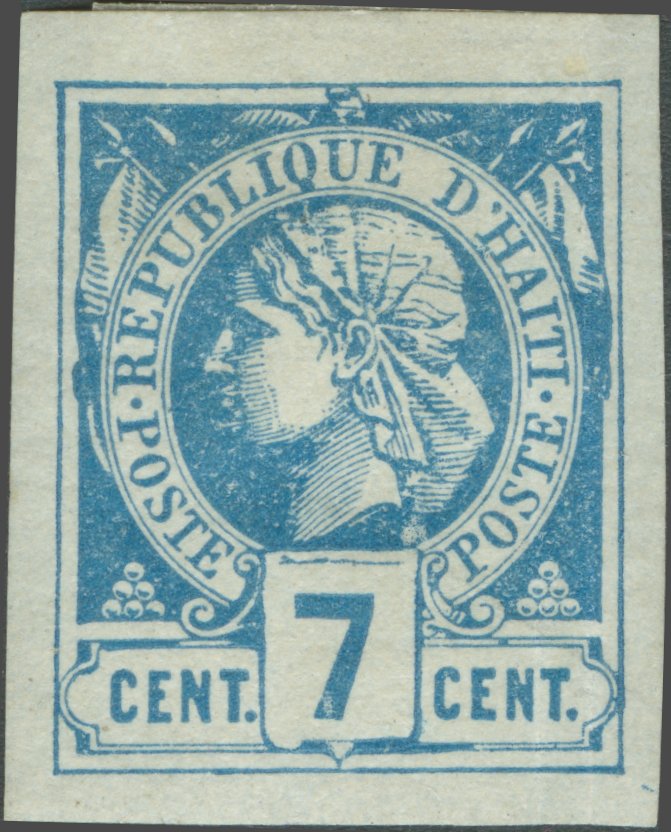 POSTE · REPUBLIQUE D'HAITI · POSTE
7
CENT. CENT.